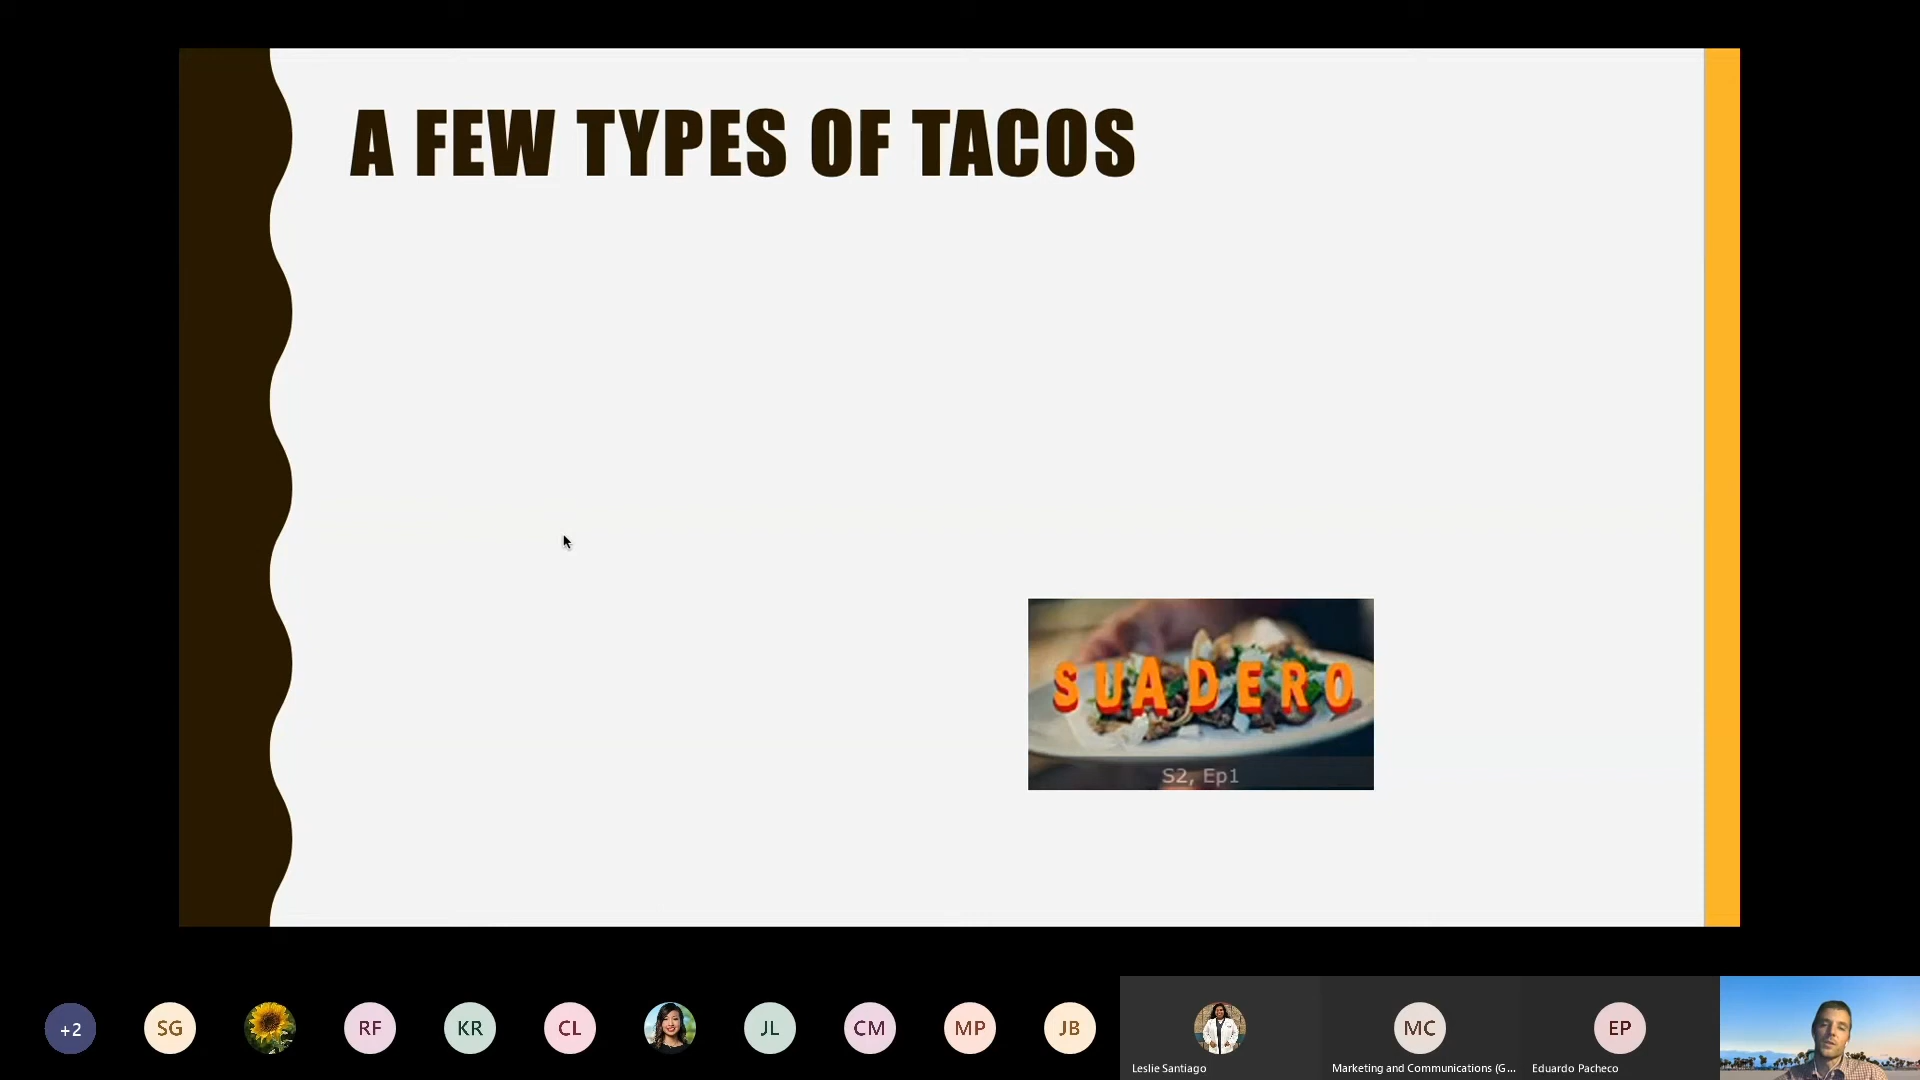 A FEW TYPES OF TACOS
SUADERO
S2, Ep1
+2
SG
RF
KR
CL
JL
CM
MP
JB
MC
EP
Leslie Santiago
Marketing and Communications (G...
Eduardo Pacheco